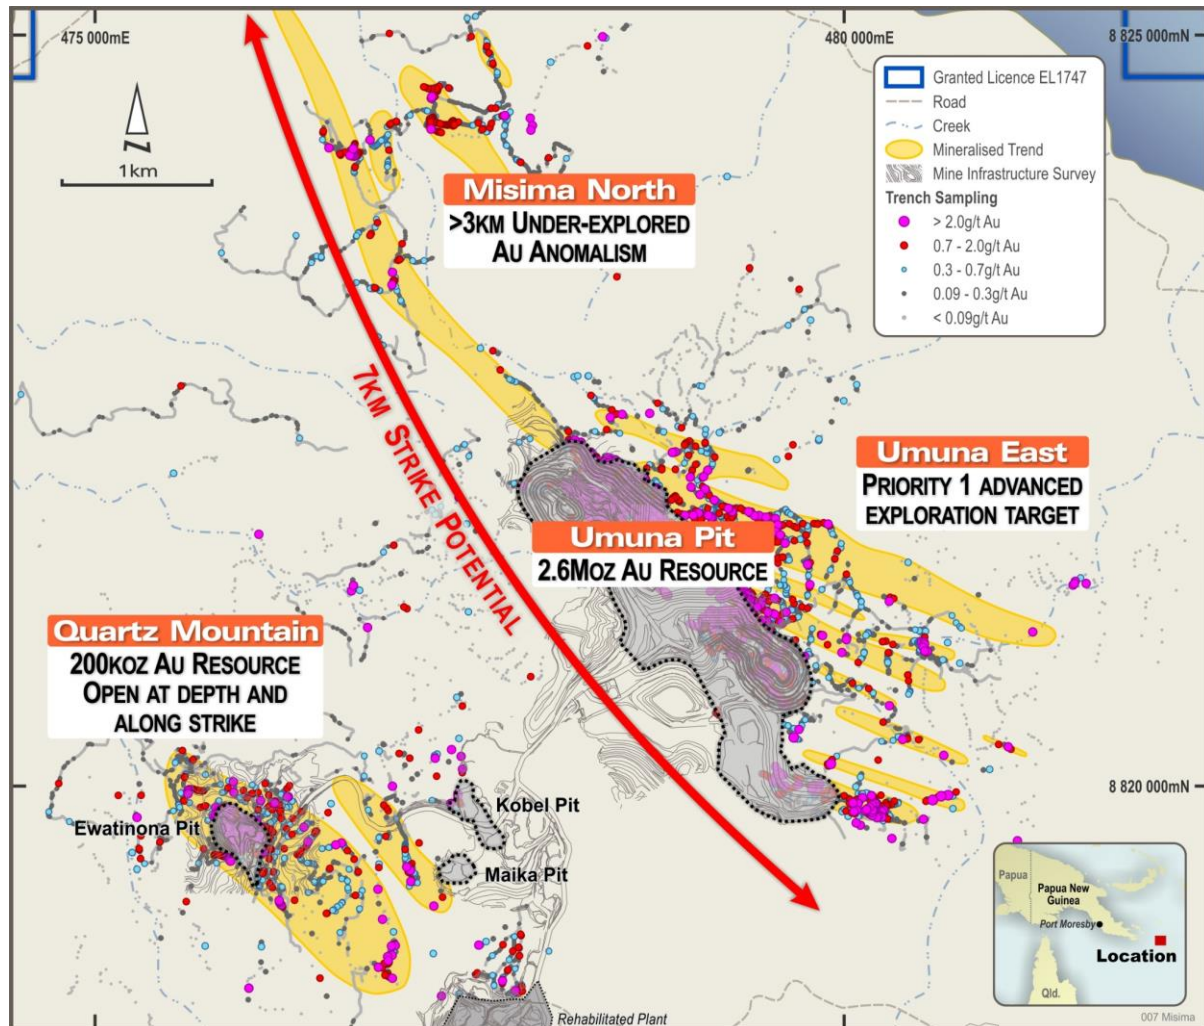 475 000mE
480 000mE
8 825 000mN
N
1km
Granted Licence EL1747
Road
Creek
Mineralised Trend
Mine Infrastructure Survey
Trench Sampling
> 2.0g/t Au
0.7 - 2.0g/t Au
0.3 - 0.7g/t Au
0.09 - 0.3g/t Au
< 0.09g/t Au
Misima North
>3KM UNDER-EXPLORED
AU ANOMALISM
7KM STRIKE POTENTIAL
Umuna East
PRIORITY 1 ADVANCED
EXPLORATION TARGET
Umuna Pit
2.6MOZ AU RESOURCE
Quartz Mountain
200KOZ AU RESOURCE
OPEN AT DEPTH AND
ALONG STRIKE
8 820 000mN
Kobel Pit
Ewatinona Pit
Maika Pit
Papua
Papua New
Guinea
Port Moresby
Location
Qld.
Rehabilitated Plant
007 Misima